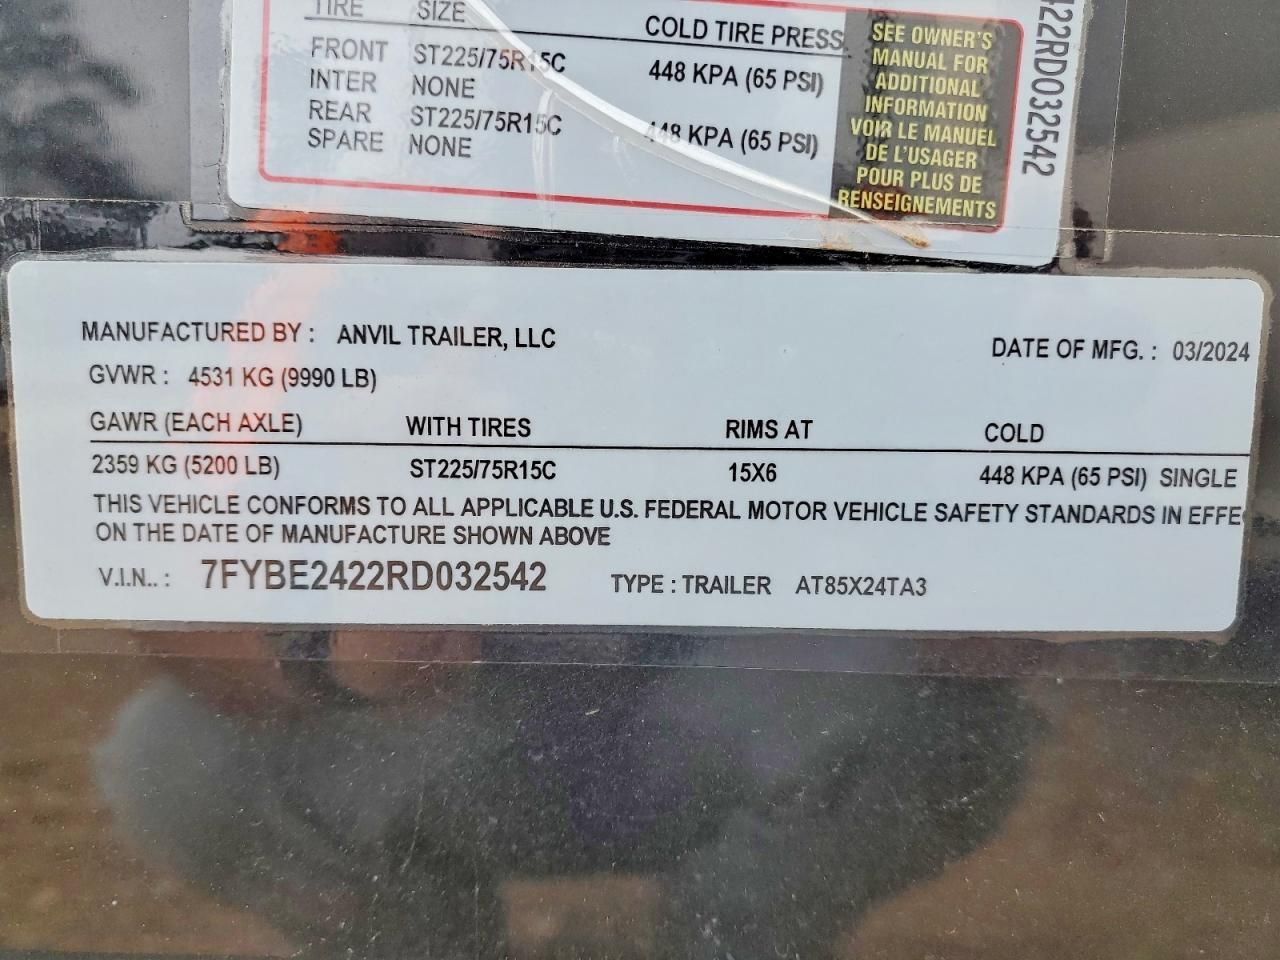 TIRE SIZE COLD TIRE PRESS.
FRONT ST225/75R15C 448 KPA (65 PSI)
INTER NONE
REAR ST225/75R15C 448 KPA (65 PSI)
SPARE NONE
SEE OWNER'S
MANUAL FOR
ADDITIONAL
INFORMATION
VOIR LE MANUEL
DE L'USAGER
POUR PLUS DE
RENSEIGNEMENTS
422RD032542
MANUFACTURED BY : ANVIL TRAILER, LLC DATE OF MFG. : 03/2024
GVWR : 4531 KG (9990 LB)
GAWR (EACH AXLE) WITH TIRES RIMS AT COLD
2359 KG (5200 LB) ST225/75R15C 15X6 448 KPA (65 PSI) SINGLE
THIS VEHICLE CONFORMS TO ALL APPLICABLE U.S. FEDERAL MOTOR VEHICLE SAFETY STANDARDS IN EFFE
ON THE DATE OF MANUFACTURE SHOWN ABOVE
V.I.N.. : 7FYBE2422RD032542 TYPE : TRAILER AT85X24TA3